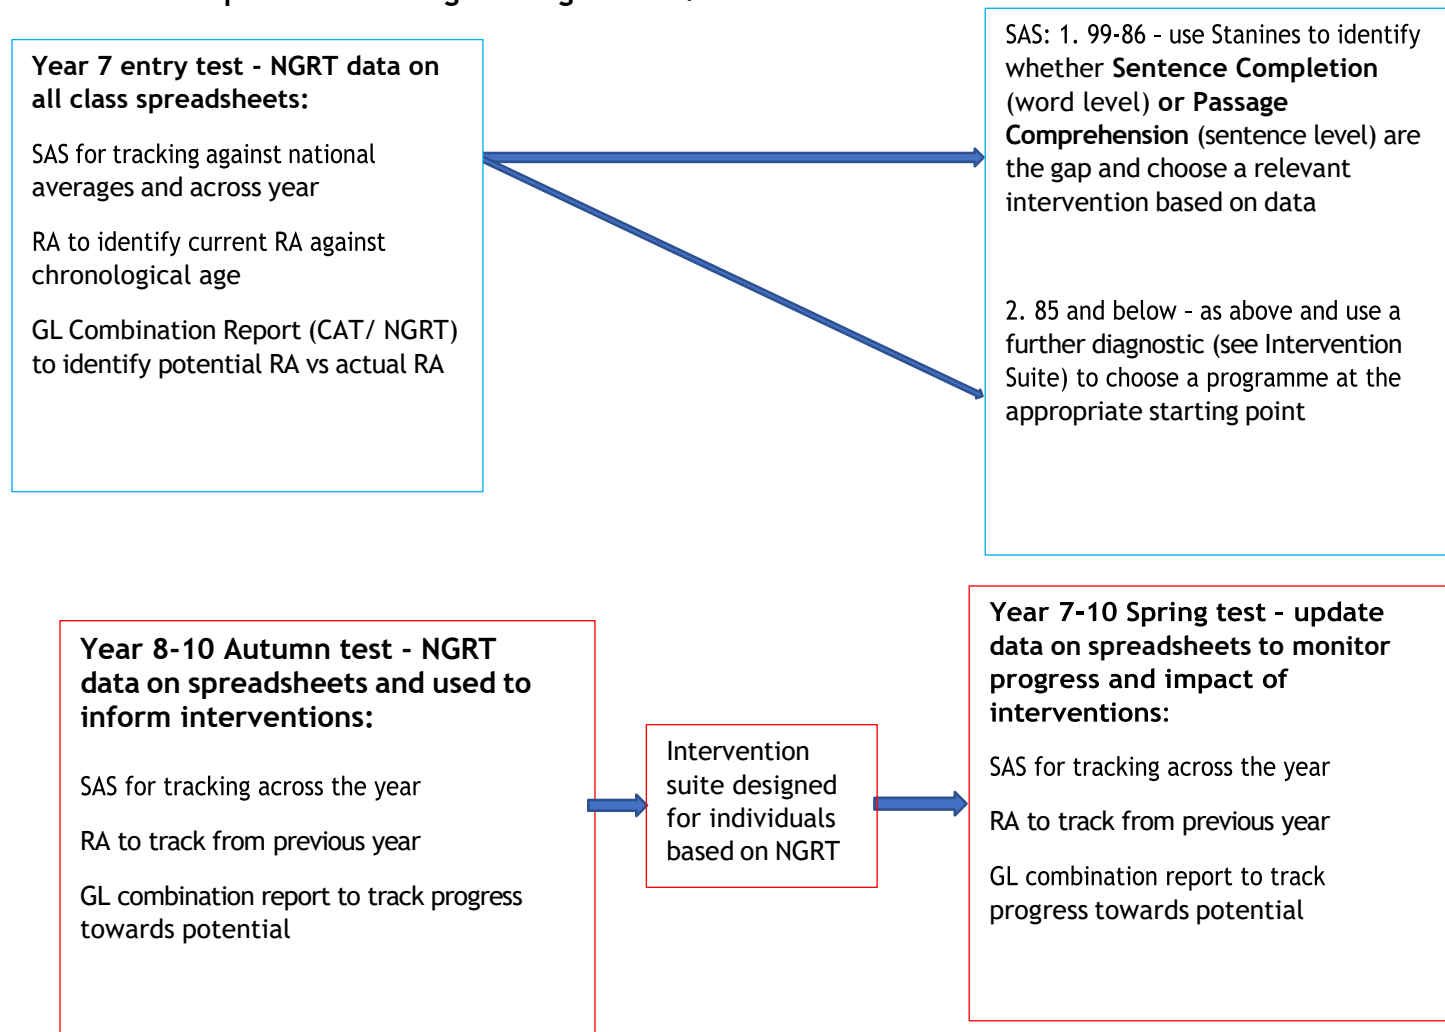 Year 7 entry test - NGRT data on
all class spreadsheets:
SAS for tracking against national
averages and across year
RA to identify current RA against
chronological age
GL Combination Report (CAT/ NGRT)
to identify potential RA vs actual RA
SAS: 1. 99-86 – use Stanines to identify
whether Sentence Completion
(word level) or Passage
Comprehension (sentence level) are
the gap and choose a relevant
intervention based on data
2. 85 and below – as above and use a
further diagnostic (see Intervention
Suite) to choose a programme at the
appropriate starting point
Year 8-10 Autumn test - NGRT
data on spreadsheets and used to
inform interventions:
SAS for tracking across the year
RA to track from previous year
GL combination report to track progress
towards potential
Intervention
suite designed
for individuals
based on NGRT
Year 7-10 Spring test – update
data on spreadsheets to monitor
progress and impact of
interventions:
SAS for tracking across the year
RA to track from previous year
GL combination report to track
progress towards potential